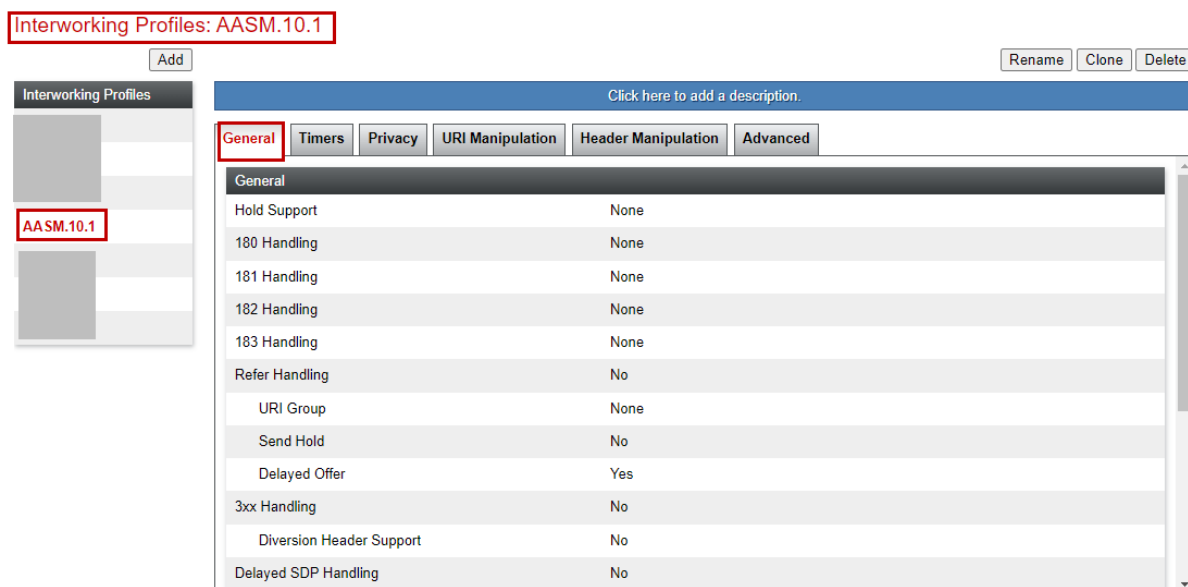 Interworking Profiles: AASM.10.1
Add
Rename Clone Delete
Interworking Profiles
Click here to add a description.
General Timers Privacy URI Manipulation Header Manipulation Advanced
General
Hold Support None
AASM.10.1
180 Handling None
181 Handling None
182 Handling None
183 Handling None
Refer Handling No
URI Group None
Send Hold No
Delayed Offer Yes
3xx Handling No
Diversion Header Support No
Delayed SDP Handling No